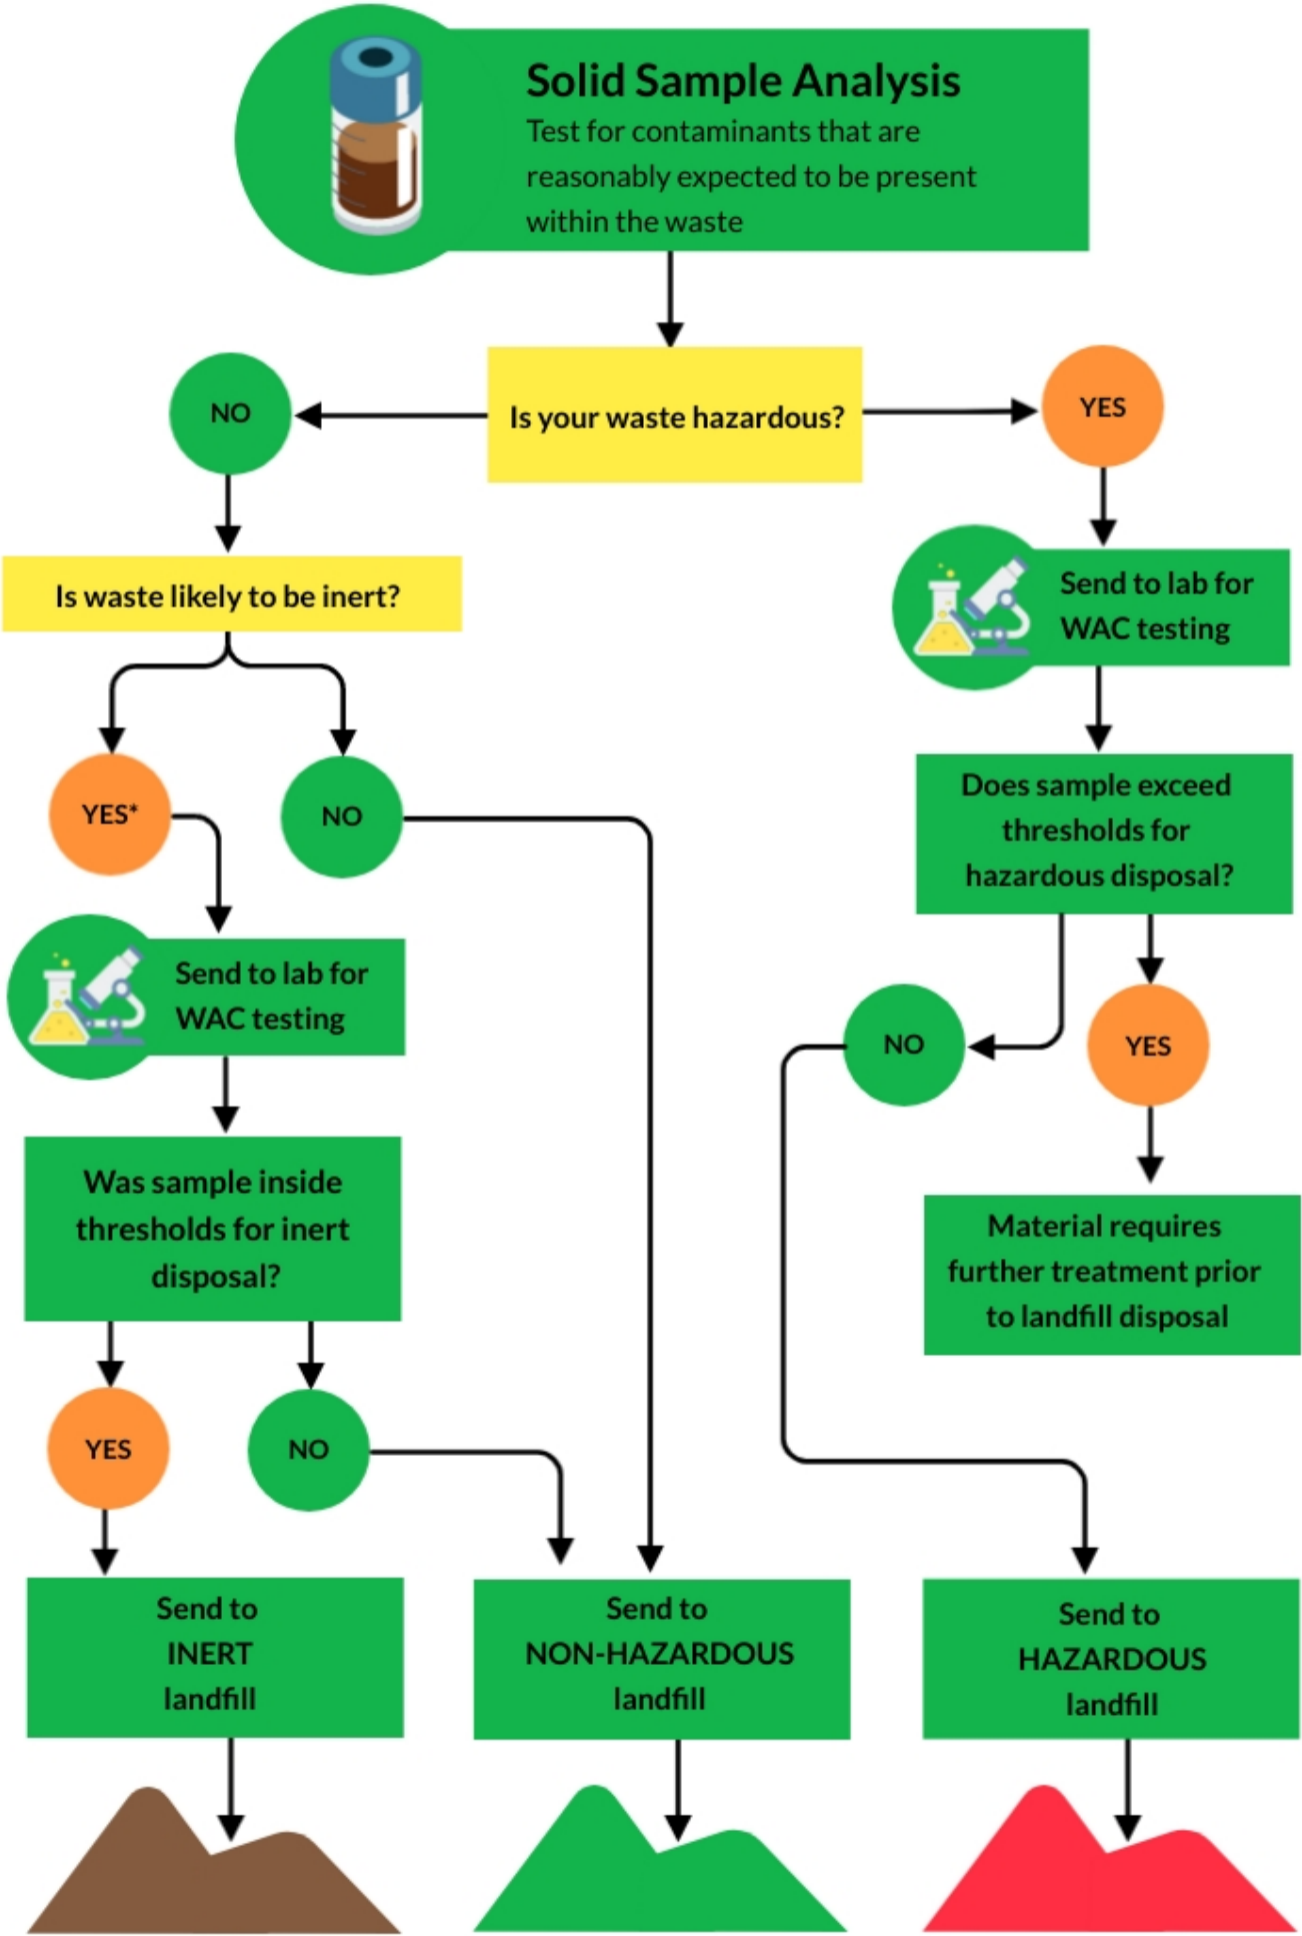 Solid Sample Analysis
Test for contaminants that are
reasonably expected to be present
within the waste
NO
Is your waste hazardous?
YES
Is waste likely to be inert?
Send to lab for
WAC testing
YES*
NO
Does sample exceed
thresholds for
hazardous disposal?
Send to lab for
WAC testing
NO
YES
Was sample inside
thresholds for inert
disposal?
Material requires
further treatment prior
to landfill disposal
YES
NO
Send to
INERT
landfill
Send to
NON-HAZARDOUS
landfill
Send to
HAZARDOUS
landfill